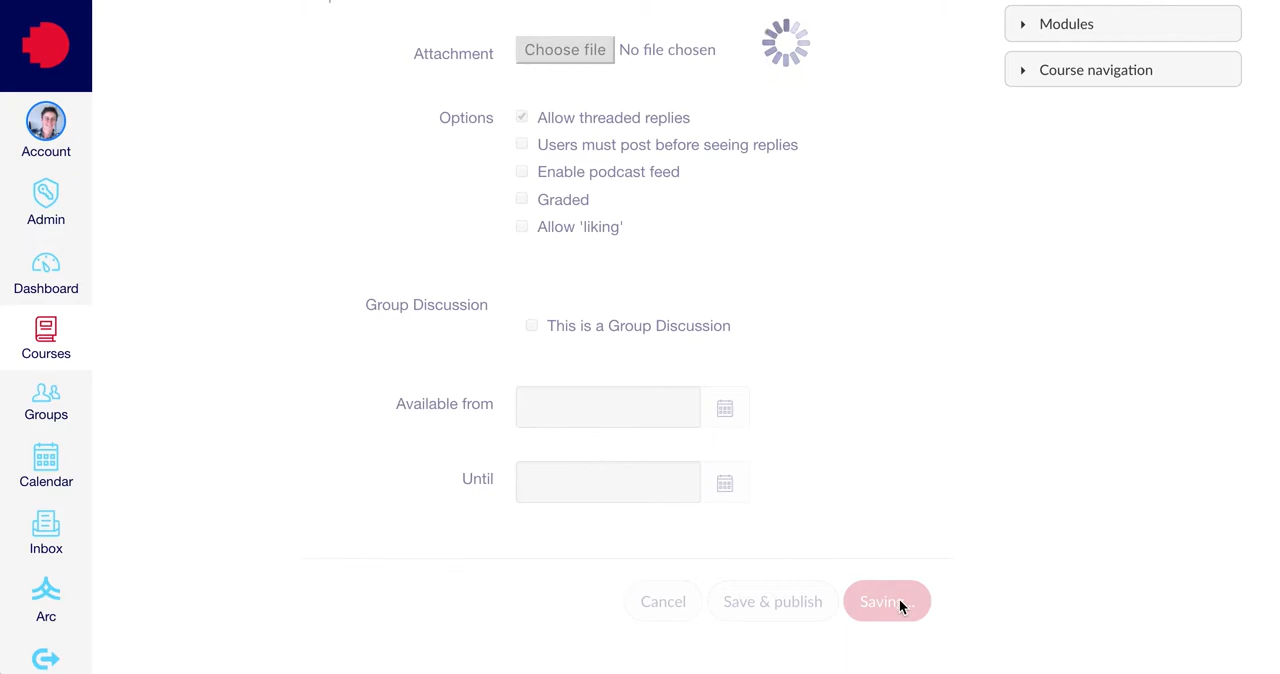 Account
Admin
Dashboard
Courses
Groups
Calendar
Inbox
Arc
Attachment
Choose file No file chosen
Options
Allow threaded replies
Users must post before seeing replies
Enable podcast feed
Graded
Allow 'liking'
Group Discussion
This is a Group Discussion
Available from
Until
Cancel
Save & publish
Modules
Course navigation